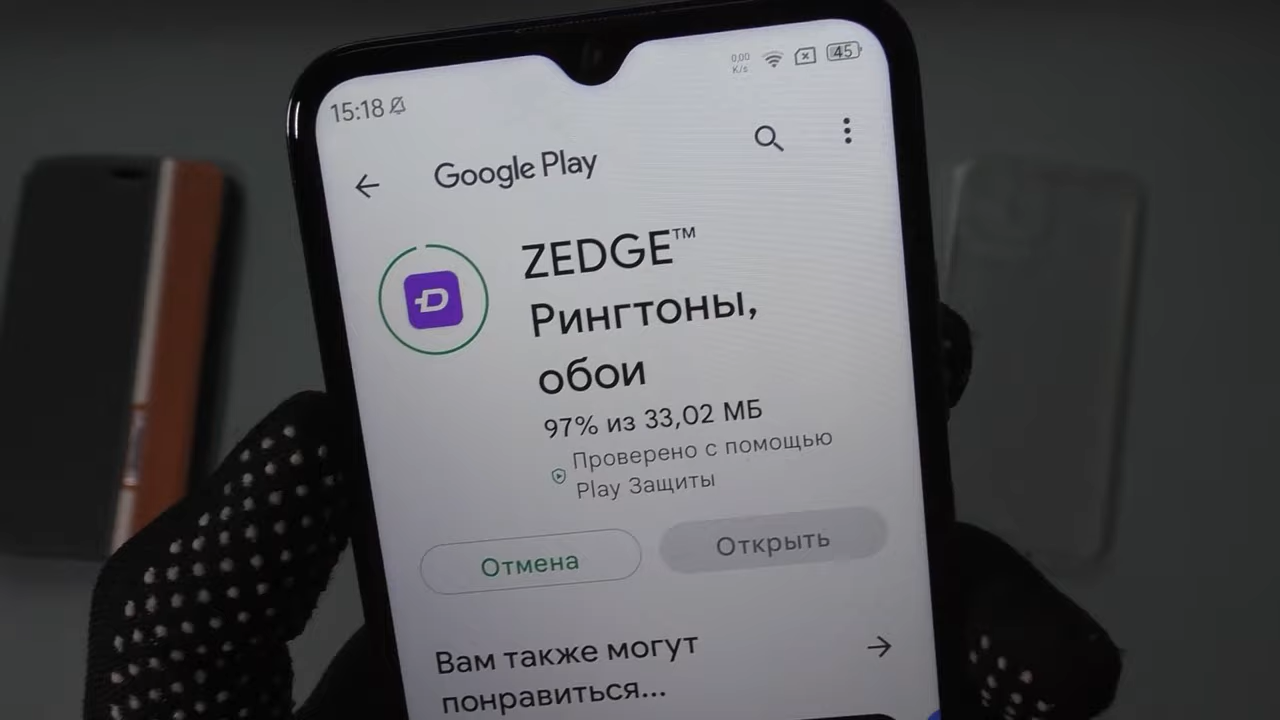 0,00
K/s
45
15:18
Google Play
ZEDGE™
Рингтоны,
обои
97% из 33,02 МБ
Проверено с помощью
Play Защиты
Отмена
Открыть
Вам также могут
понравиться...